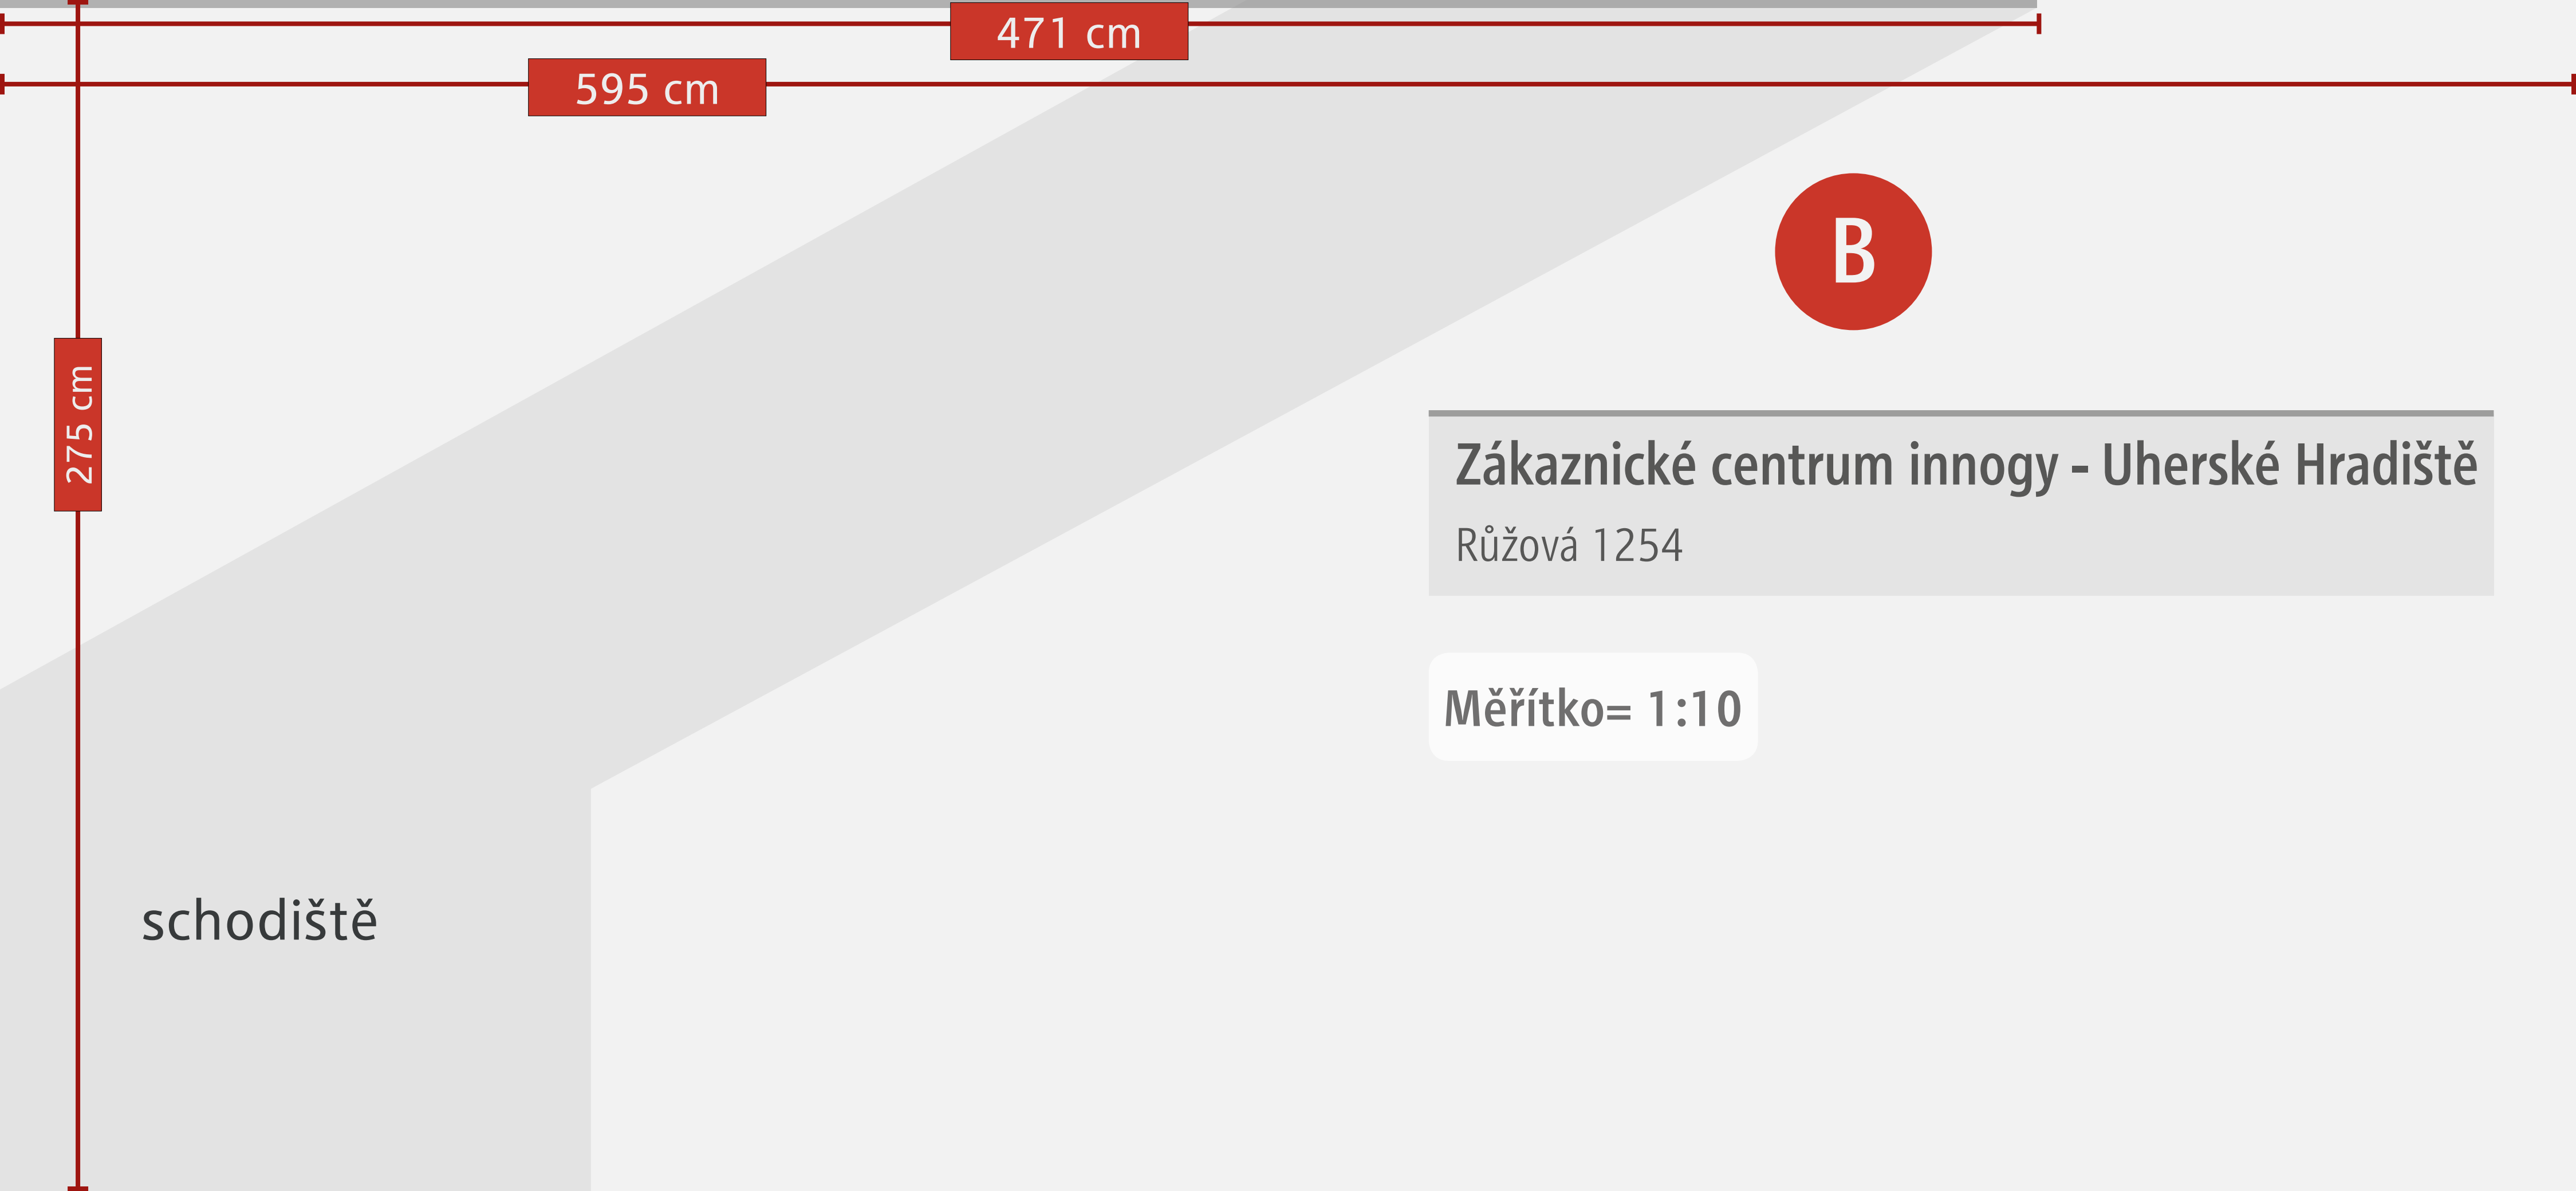 471 cm
595 cm
B
275 cm
Zákaznické centrum innogy - Uherské Hradiště
Růžová 1254
Měřítko= 1:10
schodiště